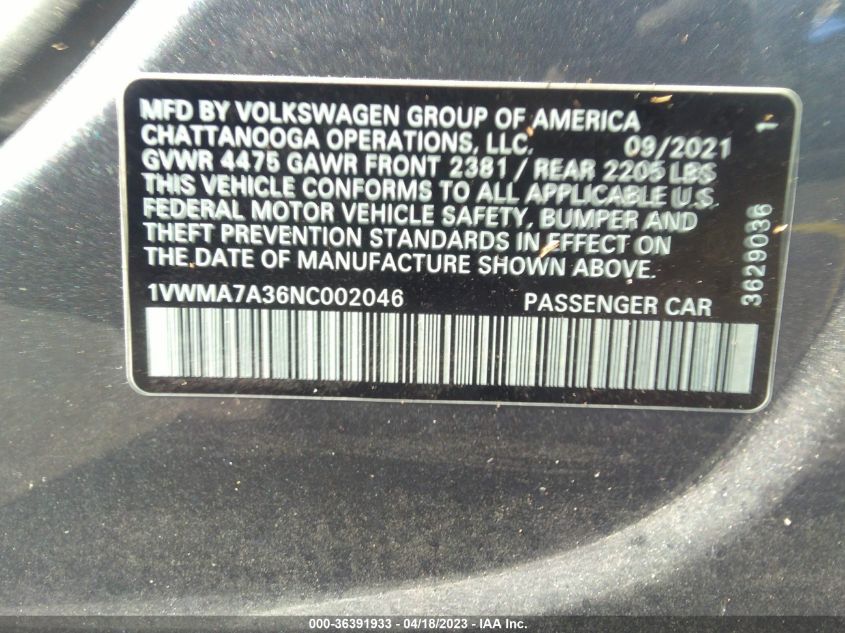 MFD BY VOLKSWAGEN GROUP OF AMERICA
CHATTANOOGA OPERATIONS, LLC. 09/2021
GVWR 4475 GAWR FRONT 2381 / REAR 2205 LBS
THIS VEHICLE CONFORMS TO ALL APPLICABLE U.S.
FEDERAL MOTOR VEHICLE SAFETY, BUMPER AND
THEFT PREVENTION STANDARDS IN EFFECT ON
THE DATE OF MANUFACTURE SHOWN ABOVE.
1VWMA7A36NC002046 PASSENGER CAR
3629036 1
000-36391933 - 04/18/2023 - IAA Inc.